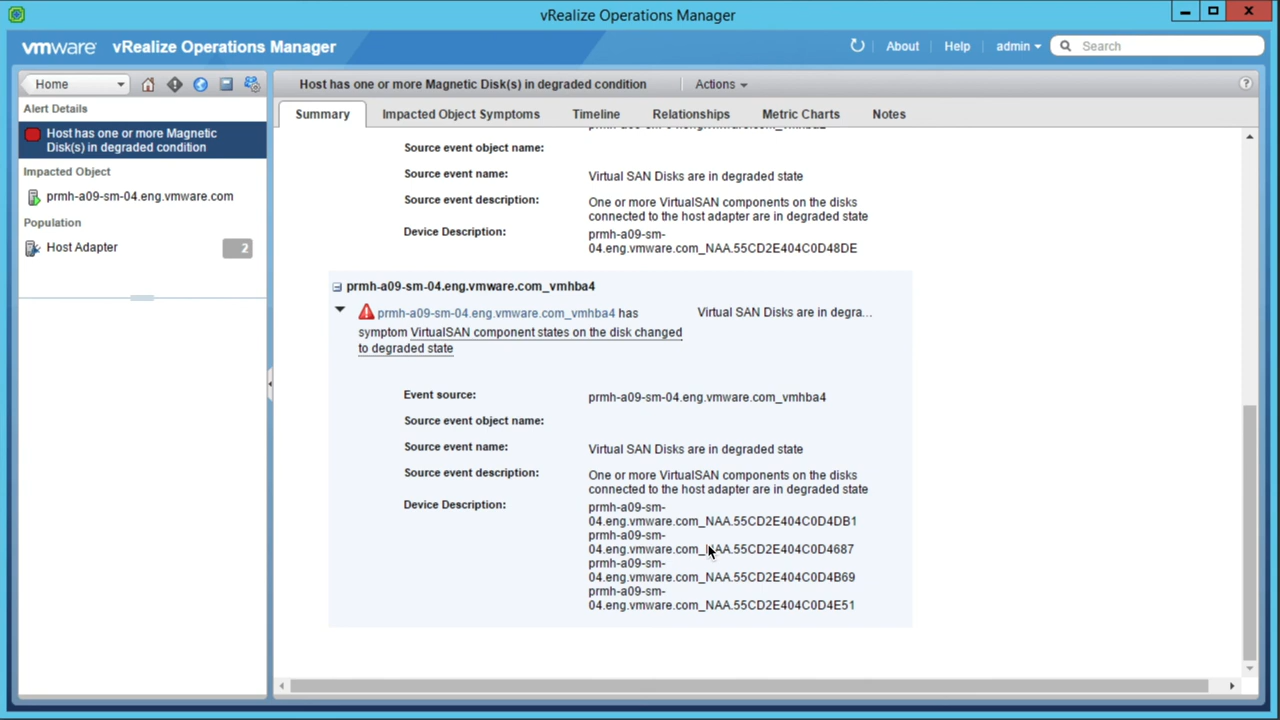 vRealize Operations Manager
vmware vRealize Operations Manager
About Help admin Search
Home
Host has one or more Magnetic Disk(s) in degraded condition
Actions
Alert Details
Host has one or more Magnetic
Disk(s) in degraded condition
Impacted Object
prmh-a09-sm-04.eng.vmware.com
Population
Host Adapter 2
Summary Impacted Object Symptoms Timeline Relationships Metric Charts Notes
Source event object name:
Source event name: Virtual SAN Disks are in degraded state
Source event description: One or more VirtualSAN components on the disks
connected to the host adapter are in degraded state
Device Description: prmh-a09-sm-
04.eng.vmware.com_NAA.55CD2E404C0D48DE
prmh-a09-sm-04.eng.vmware.com_vmhba4
prmh-a09-sm-04.eng.vmware.com_vmhba4 has Virtual SAN Disks are in degra...
symptom VirtualSAN component states on the disk changed
to degraded state
Event source: prmh-a09-sm-04.eng.vmware.com_vmhba4
Source event object name:
Source event name: Virtual SAN Disks are in degraded state
Source event description: One or more VirtualSAN components on the disks
connected to the host adapter are in degraded state
Device Description: prmh-a09-sm-
04.eng.vmware.com_NAA.55CD2E404C0D4DB1
prmh-a09-sm-
04.eng.vmware.com_NAA.55CD2E404C0D4687
prmh-a09-sm-
04.eng.vmware.com_NAA.55CD2E404C0D4B69
prmh-a09-sm-
04.eng.vmware.com_NAA.55CD2E404C0D4E51